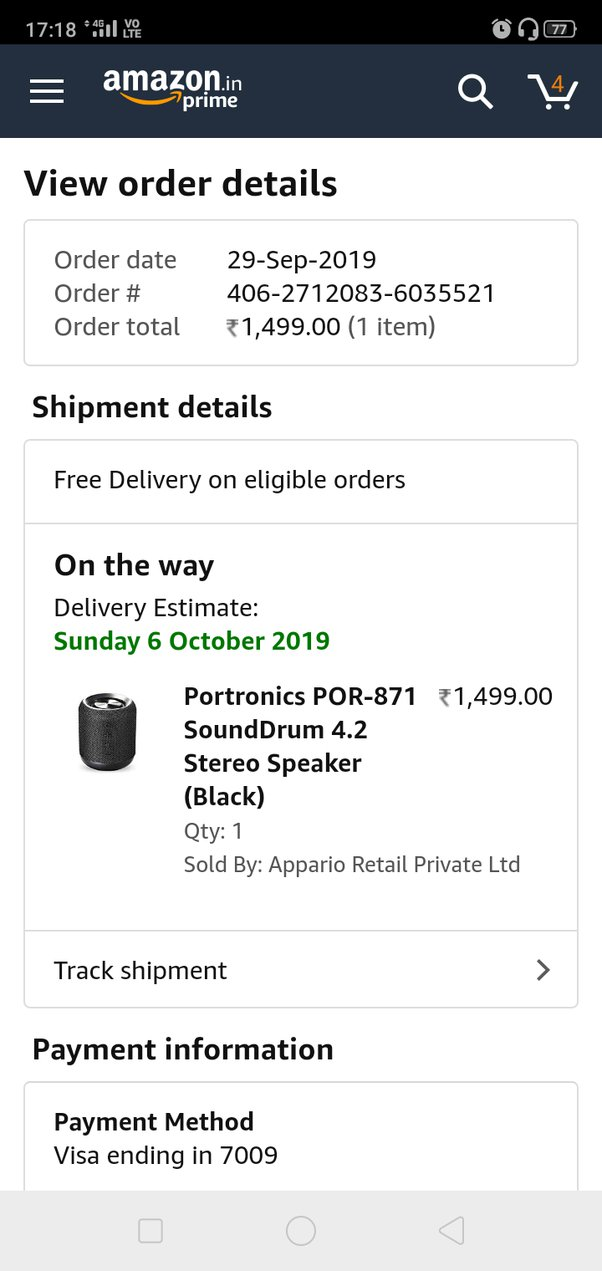 17:18 4G VO LTE 77
amazon.in
prime
4
View order details
Order date 29-Sep-2019
Order # 406-2712083-6035521
Order total ₹1,499.00 (1 item)
Shipment details
Free Delivery on eligible orders
On the way
Delivery Estimate:
Sunday 6 October 2019
Portronics POR-871 ₹1,499.00
SoundDrum 4.2
Stereo Speaker
(Black)
Qty: 1
Sold By: Appario Retail Private Ltd
Track shipment
Payment information
Payment Method
Visa ending in 7009